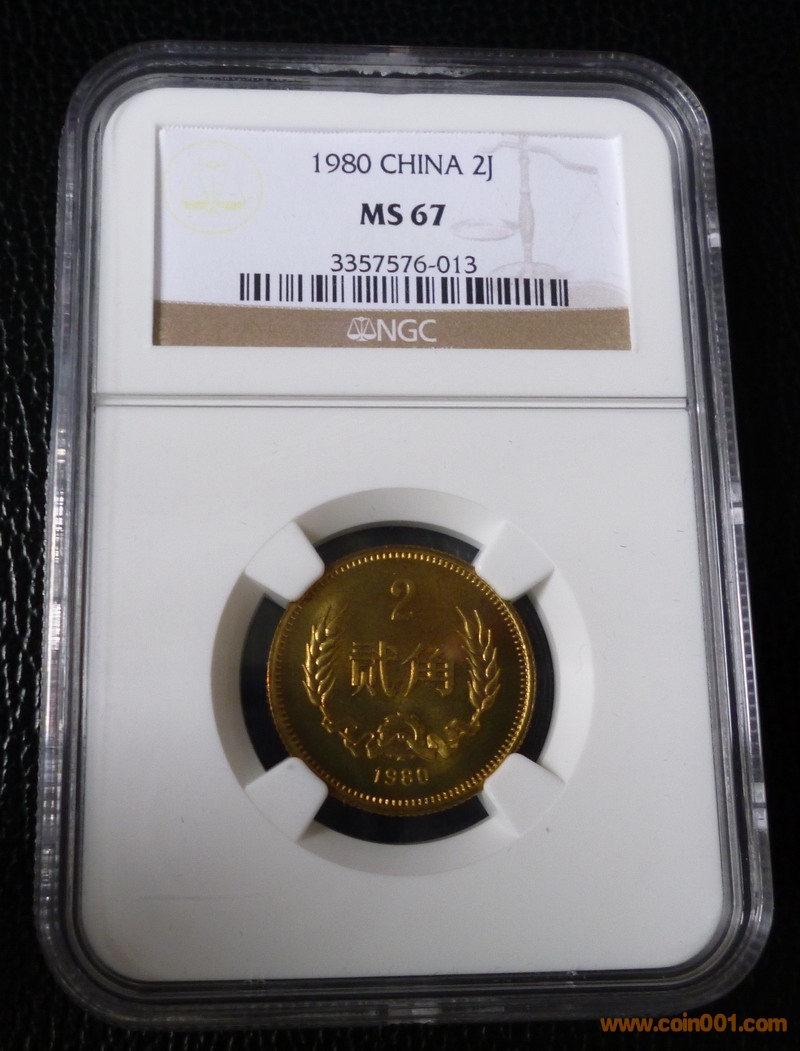 1980 CHINA 2J
MS 67
3357576-013
NGC
2
贰角
1980
www.coin001.com